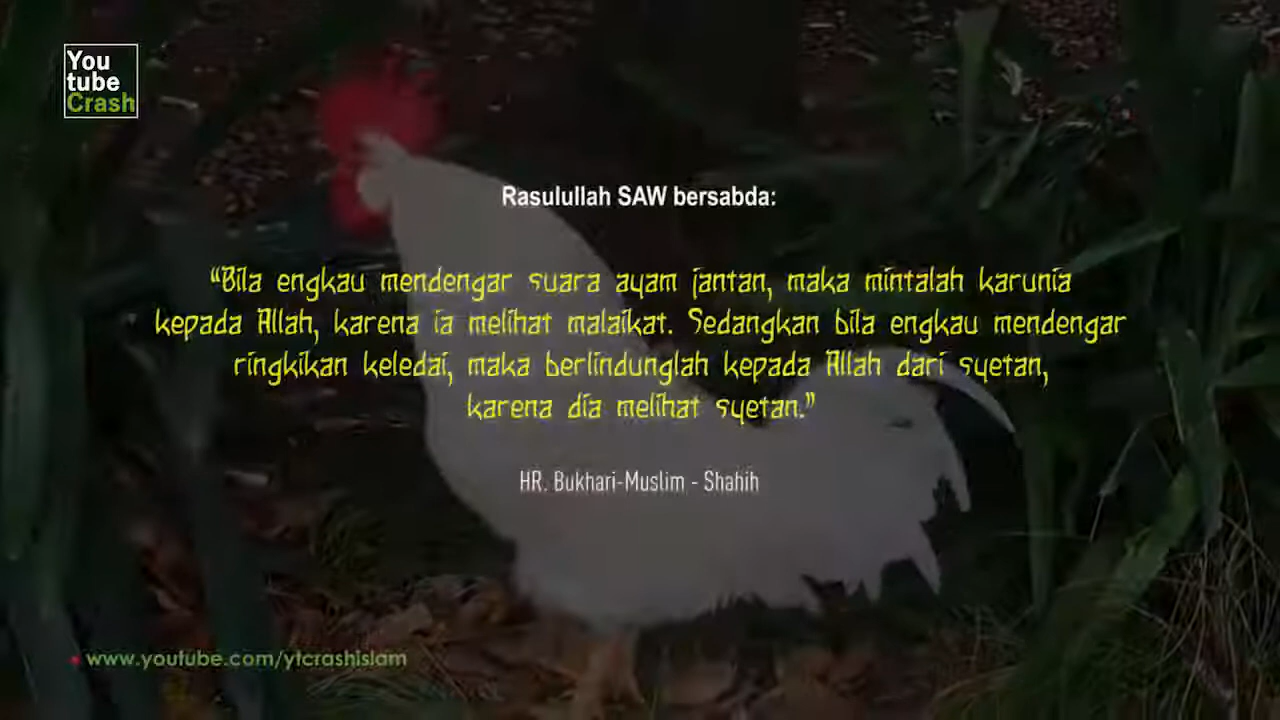 You
tube
Crash
Rasulullah SAW bersabda:
“Bila engkau mendengar suara ayam jantan, maka mintalah karunia
kepada Allah, karena ia melihat malaikat. Sedangkan bila engkau mendengar
ringkikan keledai, maka berlindunglah kepada Allah dari syetan,
karena dia melihat syetan.”
HR. Bukhari-Muslim - Shahih
www.youtube.com/ytcrashislam